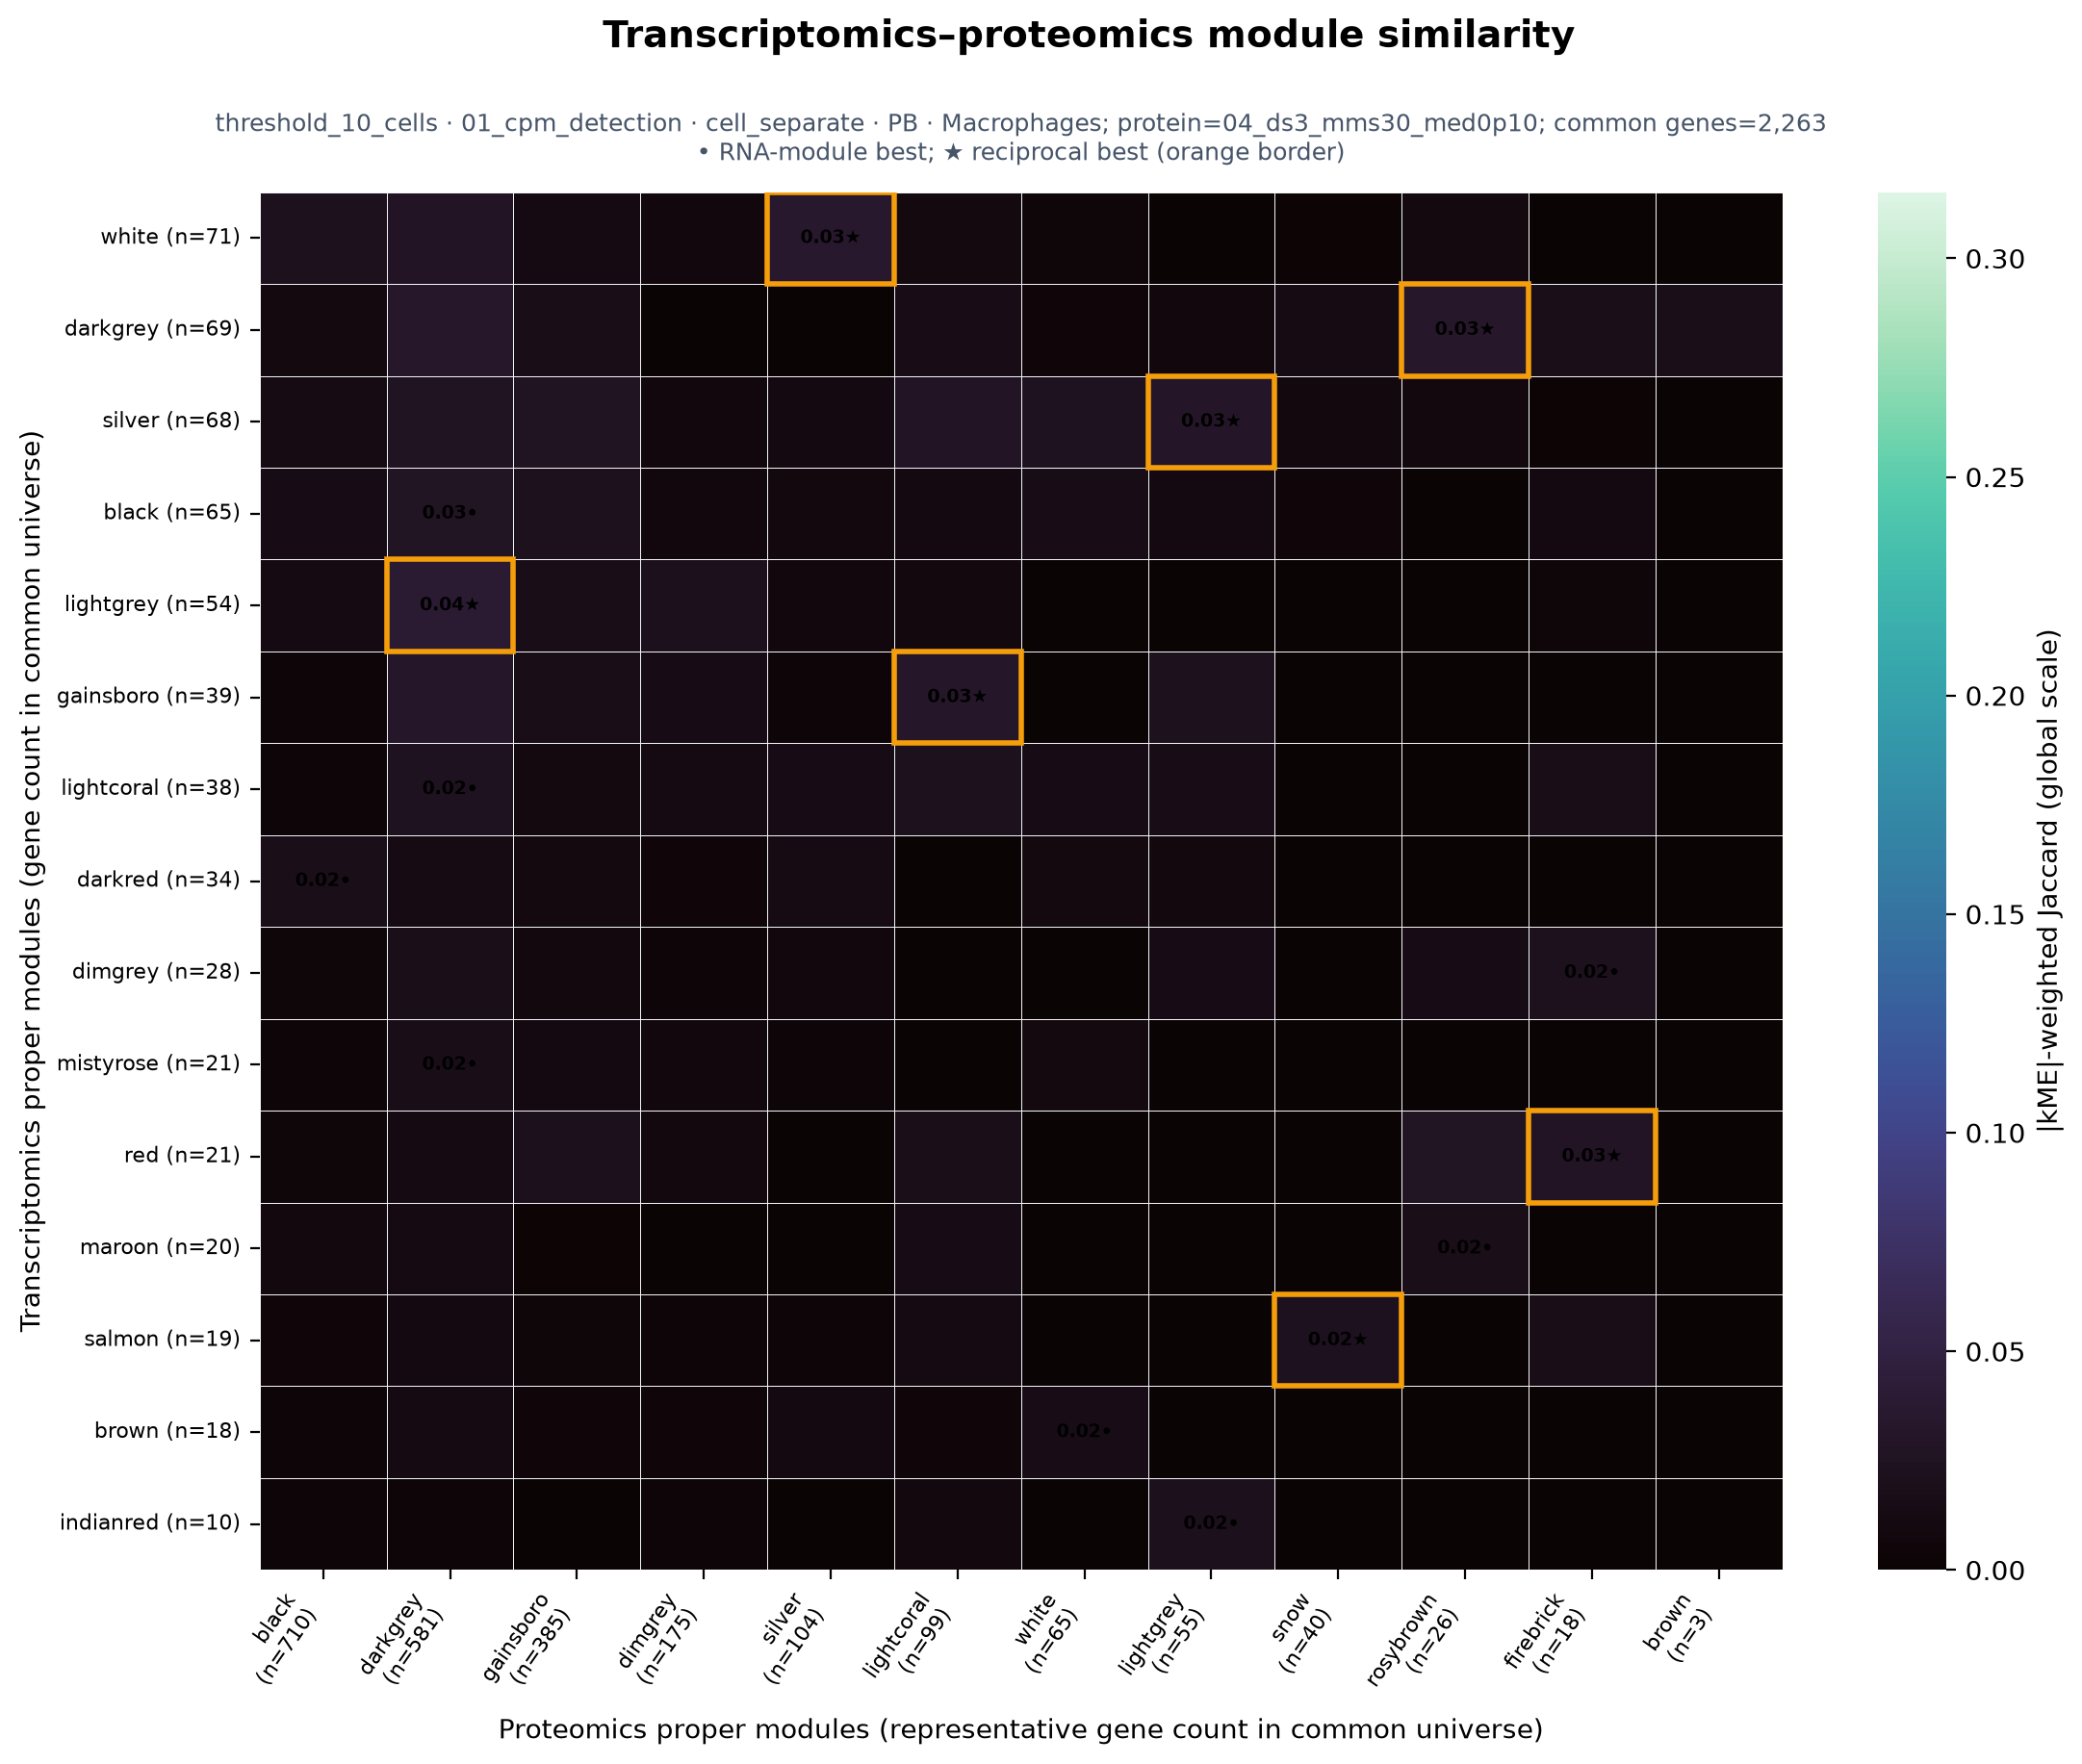 Transcriptomics–proteomics module similarity
threshold_10_cells · 01_cpm_detection · cell_separate · PB · Macrophages; protein=04_ds3_mms30_med0p10; common genes=2,263
• RNA-module best; ★ reciprocal best (orange border)
Transcriptomics proper modules (gene count in common universe)
white (n=71)
0.03★
darkgrey (n=69)
0.03★
silver (n=68)
0.03★
black (n=65)
0.03•
lightgrey (n=54)
0.04★
gainsboro (n=39)
0.03★
lightcoral (n=38)
0.02•
darkred (n=34)
0.02•
dimgrey (n=28)
0.02•
mistyrose (n=21)
0.02•
red (n=21)
0.03★
maroon (n=20)
0.02•
salmon (n=19)
0.02★
brown (n=18)
0.02•
indianred (n=10)
0.02•
black
(n=710)
darkgrey
(n=581)
gainsboro
(n=385)
dimgrey
(n=175)
silver
(n=104)
lightcoral
(n=99)
white
(n=65)
lightgrey
(n=55)
snow
(n=40)
rosybrown
(n=26)
firebrick
(n=18)
brown
(n=3)
Proteomics proper modules (representative gene count in common universe)
0.30
0.25
0.20
0.15
0.10
0.05
0.00
|kME|-weighted Jaccard (global scale)